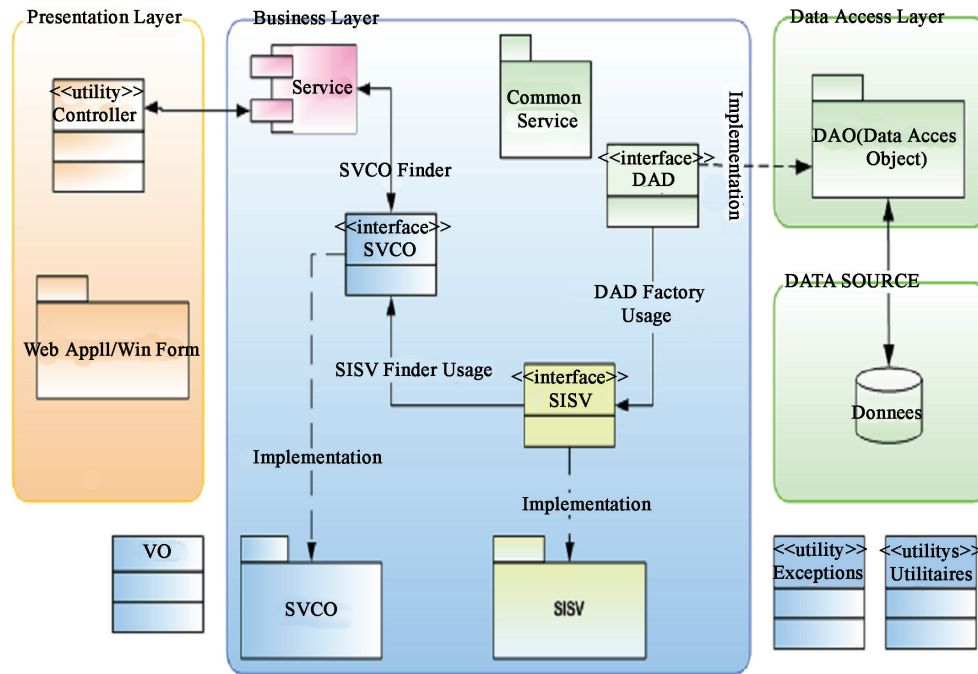 Presentation Layer
Business Layer
Data Access Layer
<<utility>>
Controller
Service
Common
Service
Implementation
DAO(Data Acces
Object)
<<interface>>
DAD
SVCO Finder
<<interface>>
SVCO
DAD Factory
Usage
DATA SOURCE
Web Appll/Win Form
SISV Finder Usage
<<interface>>
SISV
Donnees
Implementation
Implementation
VO
SVCO
SISV
<<utility>>
Exceptions
<<utilitys>>
Utilitaires